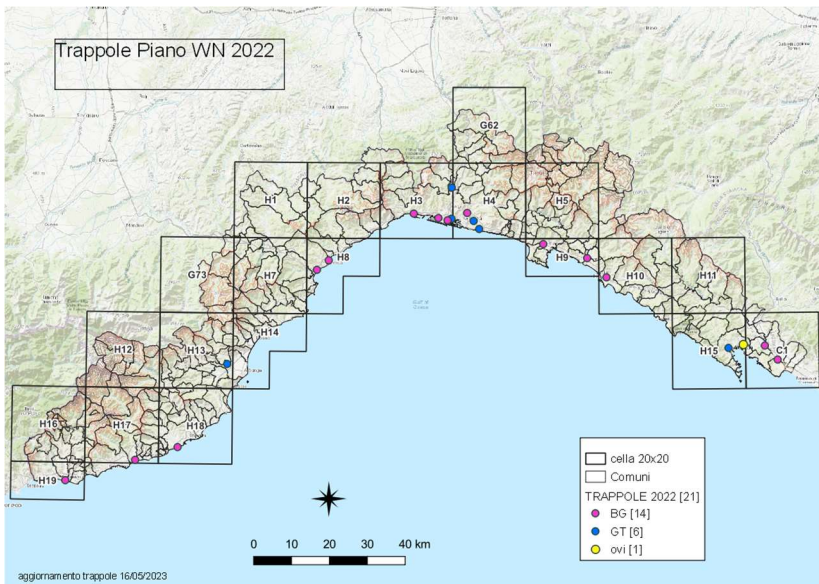 Trappole Piano WN 2022
G62
H1
H2
H3
H4
H5
G73
H7
H8
H9
H10
H11
H12
H13
H14
H15
C1
H16
H17
H18
H19
cella 20x20
Comuni
TRAPPOLE 2022 [21]
BG [14]
GT [6]
ovi [1]
0 10 20 30 40 km
aggiornamento trappole 16/05/2023